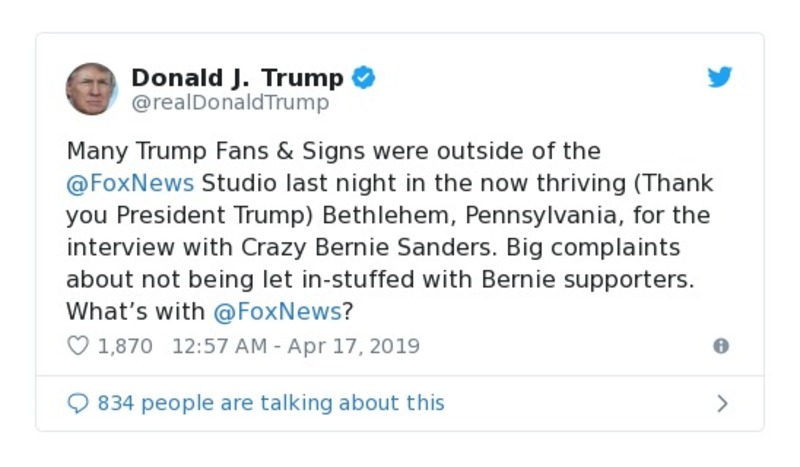 Donald J. Trump
@realDonaldTrump
Many Trump Fans & Signs were outside of the
@FoxNews Studio last night in the now thriving (Thank
you President Trump) Bethlehem, Pennsylvania, for the
interview with Crazy Bernie Sanders. Big complaints
about not being let in-stuffed with Bernie supporters.
What’s with @FoxNews?
1,870 12:57 AM - Apr 17, 2019
834 people are talking about this